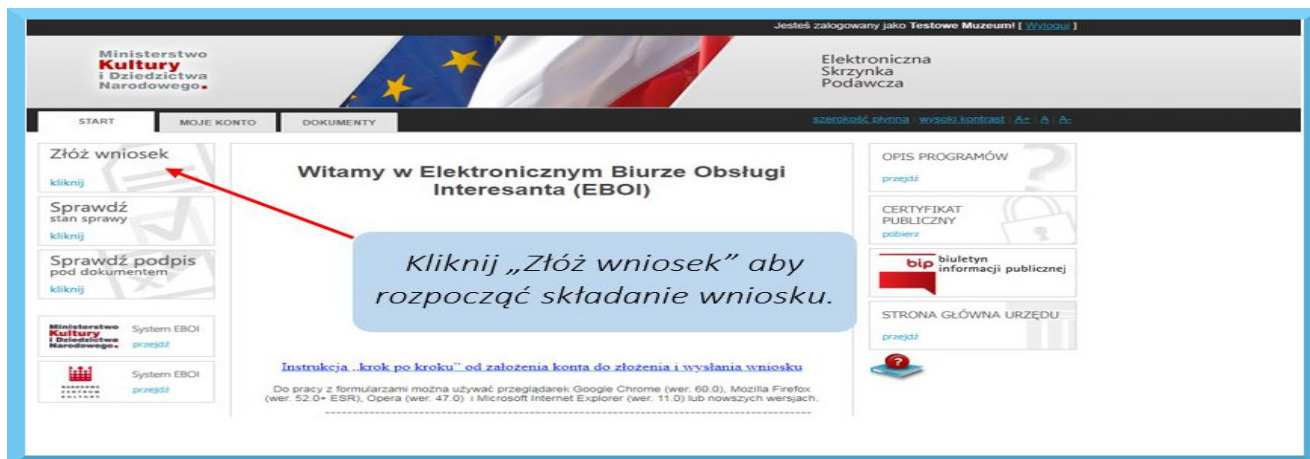 Jesteś zalogowany jako Testowe Muzeum! [ Wyloguj ]
Ministerstwo
Kultury
i Dziedzictwa
Narodowego.
Elektroniczna
Skrzynka
Podawcza
START
MOJE KONTO
DOKUMENTY
szerokość płynna | wysoki kontrast | A+ | A | A-
Złóż wniosek
kliknij
Sprawdź
stan sprawy
kliknij
Sprawdź podpis
pod dokumentem
kliknij
Ministerstwo
Kultury
i Dziedzictwa
Narodowego.
System EBOI
przejdź
NARODOWE
CENTRUM
KULTURY
System EBOI
przejdź
Witamy w Elektronicznym Biurze Obsługi
Interesanta (EBOI)
Kliknij „Złóż wniosek” aby
rozpocząć składanie wniosku.
Instrukcja „krok po kroku” od założenia konta do złożenia i wysłania wniosku
Do pracy z formularzami można używać przeglądarek Google Chrome (wer. 60.0), Mozilla Firefox
(wer. 52.0+ ESR), Opera (wer. 47.0) i Microsoft Internet Explorer (wer. 11.0) lub nowszych wersjach.
OPIS PROGRAMÓW
przejdź
CERTYFIKAT
PUBLICZNY
pobierz
bip biuletyn
informacji publicznej
STRONA GŁÓWNA URZĘDU
przejdź